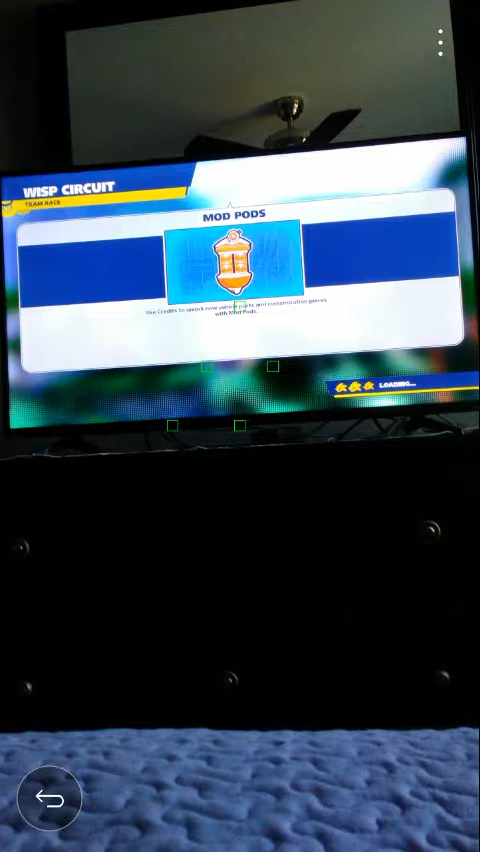 WISP CIRCUIT
TEAM RACE
MOD PODS
Use Credits to unlock new vehicle parts and customization pieces
with Mod Pods.
LOADING...